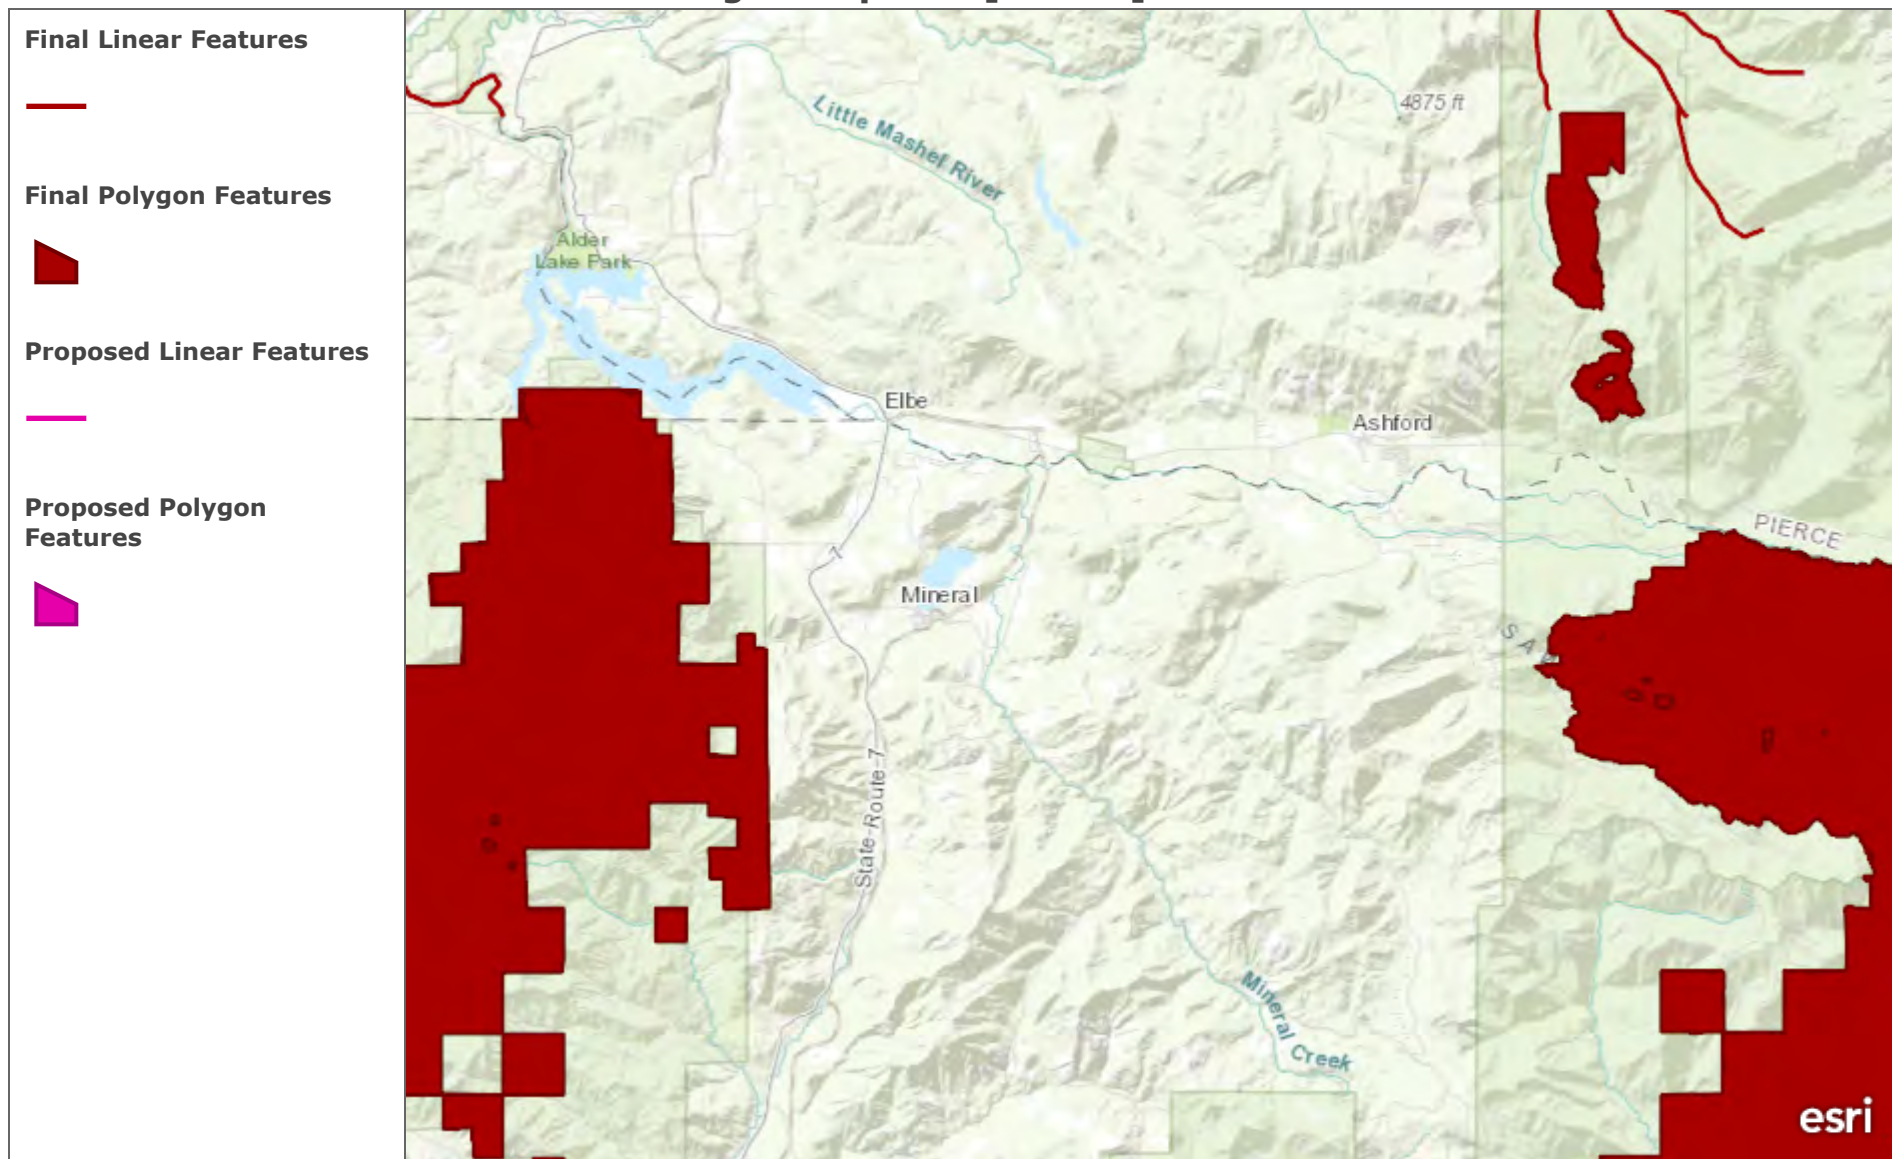 Final Linear Features
Final Polygon Features
Proposed Linear Features
Proposed Polygon
Features
4875 ft
Little Mashel River
Alder
Lake Park
Elbe
Ashford
PIERCE
7
Mineral
State Route 7
Mineral Creek
esri